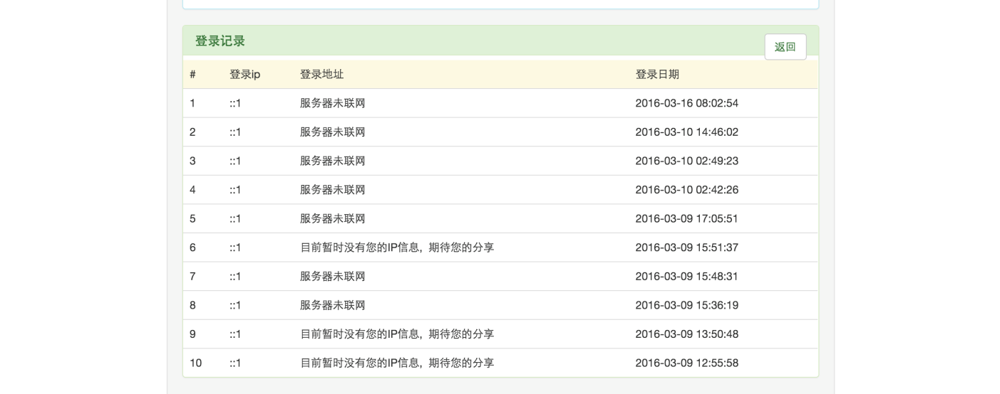 登录记录
返回
# 登录ip 登录地址 登录日期
1 ::1 服务器未联网 2016-03-16 08:02:54
2 ::1 服务器未联网 2016-03-10 14:46:02
3 ::1 服务器未联网 2016-03-10 02:49:23
4 ::1 服务器未联网 2016-03-10 02:42:26
5 ::1 服务器未联网 2016-03-09 17:05:51
6 ::1 目前暂时没有您的IP信息，期待您的分享 2016-03-09 15:51:37
7 ::1 服务器未联网 2016-03-09 15:48:31
8 ::1 服务器未联网 2016-03-09 15:36:19
9 ::1 目前暂时没有您的IP信息，期待您的分享 2016-03-09 13:50:48
10 ::1 目前暂时没有您的IP信息，期待您的分享 2016-03-09 12:55:58